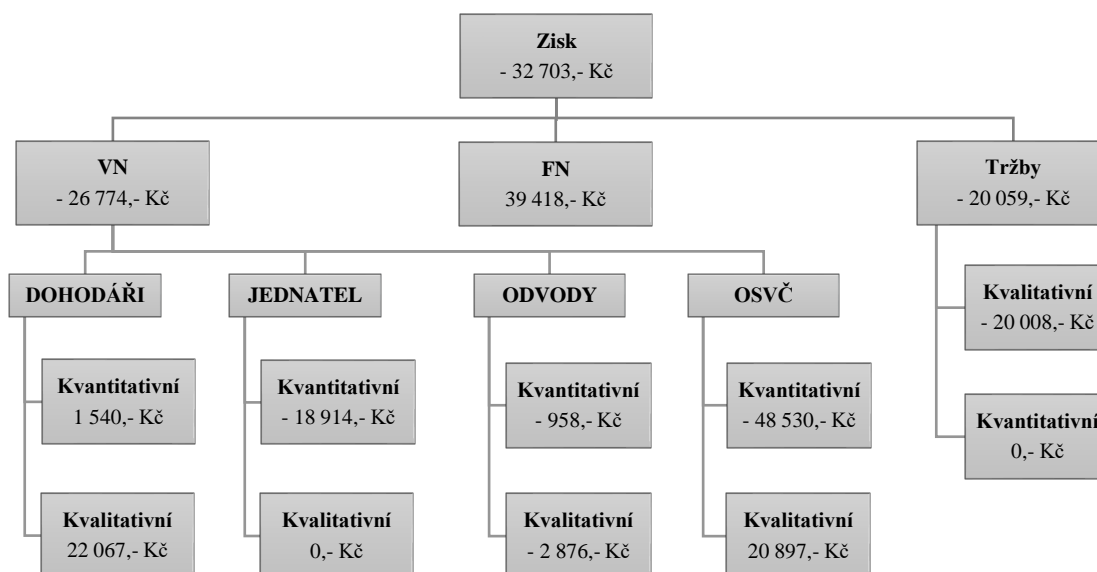 Zisk
- 32 703,- Kč
VN
- 26 774,- Kč
FN
39 418,- Kč
Tržby
- 20 059,- Kč
DOHODÁŘI
JEDNATEL
ODVODY
OSVČ
Kvalitativní
- 20 008,- Kč
Kvantitativní
1 540,- Kč
Kvantitativní
- 18 914,- Kč
Kvantitativní
- 958,- Kč
Kvantitativní
- 48 530,- Kč
Kvantitativní
0,- Kč
Kvalitativní
22 067,- Kč
Kvalitativní
0,- Kč
Kvalitativní
- 2 876,- Kč
Kvalitativní
20 897,- Kč